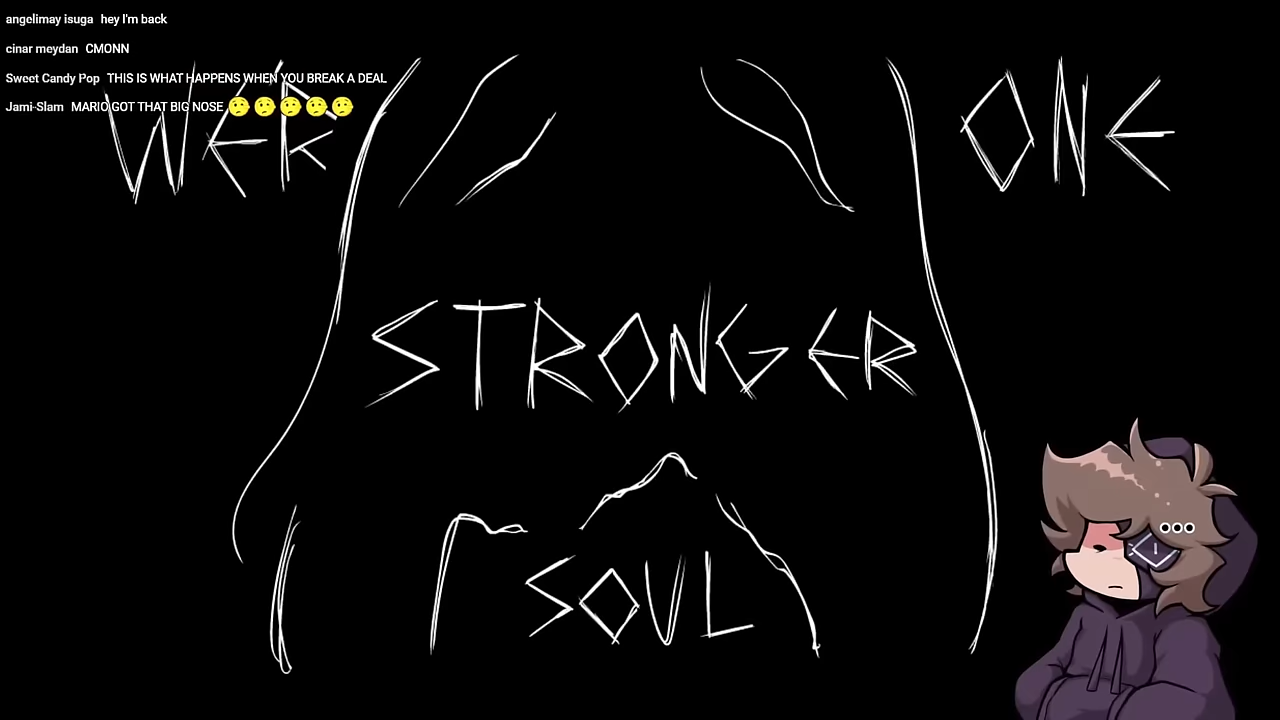 angelimay isuga hey I'm back
cinar meydan CMONN
Sweet Candy Pop THIS IS WHAT HAPPENS WHEN YOU BREAK A DEAL
Jami-Slam MARIO GOT THAT BIG NOSE 🤥🤥🤥🤥🤥
WER ONE
STRONGER
SOUL